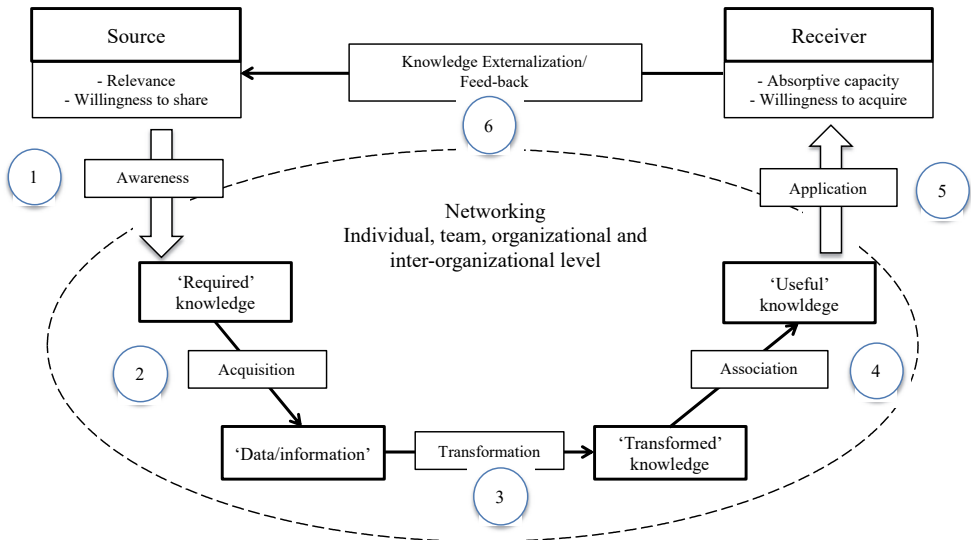 Source
- Relevance
- Willingness to share
Knowledge Externalization/
Feed-back
6
Receiver
- Absorptive capacity
- Willingness to acquire
1
Awareness
Application
5
Networking
Individual, team, organizational and
inter-organizational level
‘Required’
knowledge
‘Useful’
knowldege
2
Acquisition
Association
4
‘Data/information’
Transformation
3
‘Transformed’
knowledge